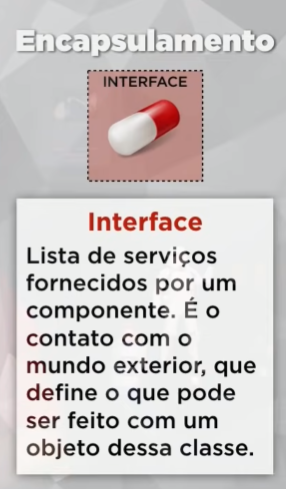 Encapsulamento
INTERFACE
Interface
Lista de serviços
fornecidos por um
componente. É o
contato com o
mundo exterior, que
define o que pode
ser feito com um
objeto dessa classe.